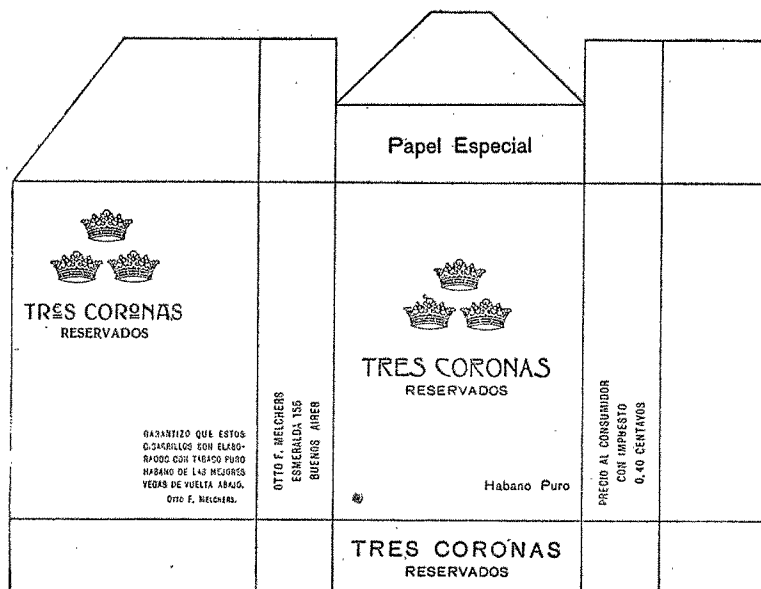 Papel Especial
TRES CORONAS
RESERVADOS
GARANTIZO QUE ESTOS
CIGARRILLOS SON ELABO-
RADOS CON TABACO PURO
HABANO DE LAS MEJORES
VEGAS DE VUELTA ABAJO.
OTTO F. MELCHERS.
OTTO F. MELCHERS
ESMERALDA 155
BUENOS AIRES
TRES CORONAS
RESERVADOS
Habano Puro
PRECIO AL CONSUMIDOR
CON IMPUESTO
0,40 CENTAVOS
TRES CORONAS
RESERVADOS